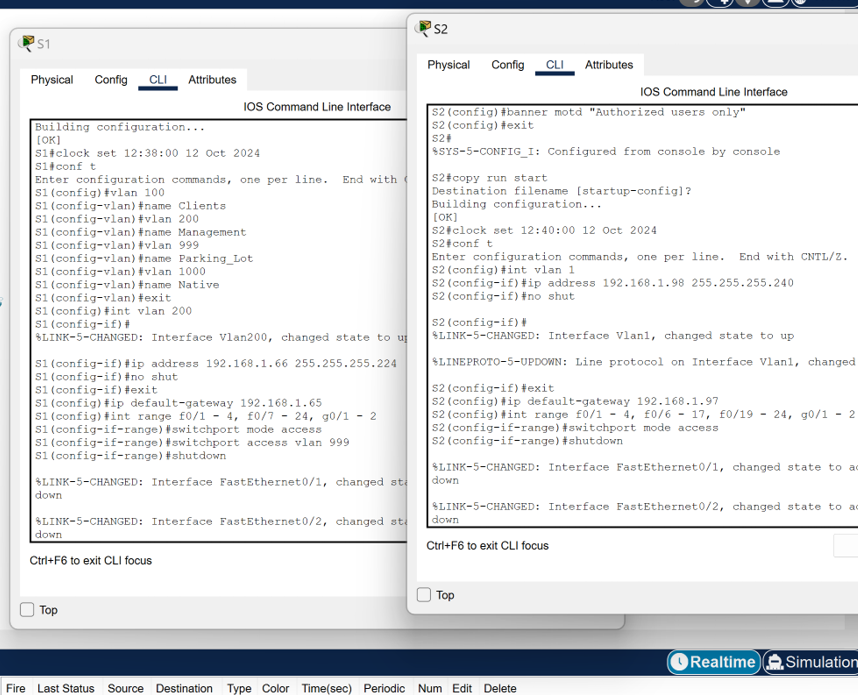 S1
Physical Config CLI Attributes
IOS Command Line Interface
Building configuration...
[OK]
S1#clock set 12:38:00 12 Oct 2024
S1#conf t
Enter configuration commands, one per line. End with
S1(config)#vlan 100
S1(config-vlan)#name Clients
S1(config-vlan)#vlan 200
S1(config-vlan)#name Management
S1(config-vlan)#vlan 999
S1(config-vlan)#name Parking_Lot
S1(config-vlan)#vlan 1000
S1(config-vlan)#name Native
S1(config-vlan)#exit
S1(config)#int vlan 200
S1(config-if)#
%LINK-5-CHANGED: Interface Vlan200, changed state to up
S1(config-if)#ip address 192.168.1.66 255.255.255.224
S1(config-if)#no shut
S1(config-if)#exit
S1(config)#ip default-gateway 192.168.1.65
S1(config)#int range f0/1 - 4, f0/7 - 24, g0/1 - 2
S1(config-if-range)#switchport mode access
S1(config-if-range)#switchport access vlan 999
S1(config-if-range)#shutdown
%LINK-5-CHANGED: Interface FastEthernet0/1, changed sta
down
%LINK-5-CHANGED: Interface FastEthernet0/2, changed sta
down
Ctrl+F6 to exit CLI focus
Top
S2
Physical Config CLI Attributes
IOS Command Line Interface
S2(config)#banner motd "Authorized users only"
S2(config)#exit
S2#
%SYS-5-CONFIG_I: Configured from console by console
S2#copy run start
Destination filename [startup-config]?
Building configuration...
[OK]
S2#clock set 12:40:00 12 Oct 2024
S2#conf t
Enter configuration commands, one per line. End with CNTL/Z.
S2(config)#int vlan 1
S2(config-if)#ip address 192.168.1.98 255.255.255.240
S2(config-if)#no shut
S2(config-if)#
%LINK-5-CHANGED: Interface Vlan1, changed state to up
%LINEPROTO-5-UPDOWN: Line protocol on Interface Vlan1, changed
S2(config-if)#exit
S2(config)#ip default-gateway 192.168.1.97
S2(config)#int range f0/1 - 4, f0/6 - 17, f0/19 - 24, g0/1 - 2
S2(config-if-range)#switchport mode access
S2(config-if-range)#shutdown
%LINK-5-CHANGED: Interface FastEthernet0/1, changed state to
down
%LINK-5-CHANGED: Interface FastEthernet0/2, changed state to
down
Ctrl+F6 to exit CLI focus
Top
Realtime Simulation
Fire Last Status Source Destination Type Color Time(sec) Periodic Num Edit Delete